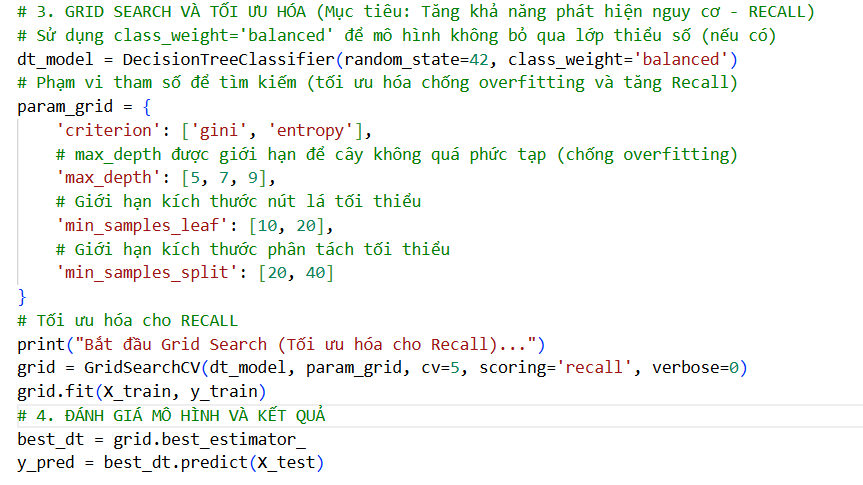 # 3. GRID SEARCH VÀ TỐI ƯU HÓA (Mục tiêu: Tăng khả năng phát hiện nguy cơ - RECALL)
# Sử dụng class_weight='balanced' để mô hình không bỏ qua lớp thiểu số (nếu có)
dt_model = DecisionTreeClassifier(random_state=42, class_weight='balanced')
# Phạm vi tham số để tìm kiếm (tối ưu hóa chống overfitting và tăng Recall)
param_grid = {
    'criterion': ['gini', 'entropy'],
    # max_depth được giới hạn để cây không quá phức tạp (chống overfitting)
    'max_depth': [5, 7, 9],
    # Giới hạn kích thước nút lá tối thiểu
    'min_samples_leaf': [10, 20],
    # Giới hạn kích thước phân tách tối thiểu
    'min_samples_split': [20, 40]
}
# Tối ưu hóa cho RECALL
print("Bắt đầu Grid Search (Tối ưu hóa cho Recall)...")
grid = GridSearchCV(dt_model, param_grid, cv=5, scoring='recall', verbose=0)
grid.fit(X_train, y_train)
# 4. ĐÁNH GIÁ MÔ HÌNH VÀ KẾT QUẢ
best_dt = grid.best_estimator_
y_pred = best_dt.predict(X_test)